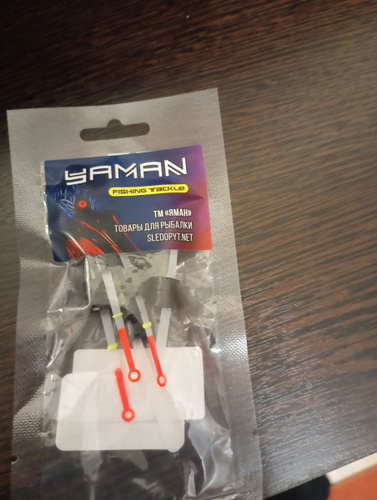 YAMAN
FISHING TACKLE
ТМ «ЯМАН»
ТОВАРЫ ДЛЯ РЫБАЛКИ
SLEDOPYT.NET